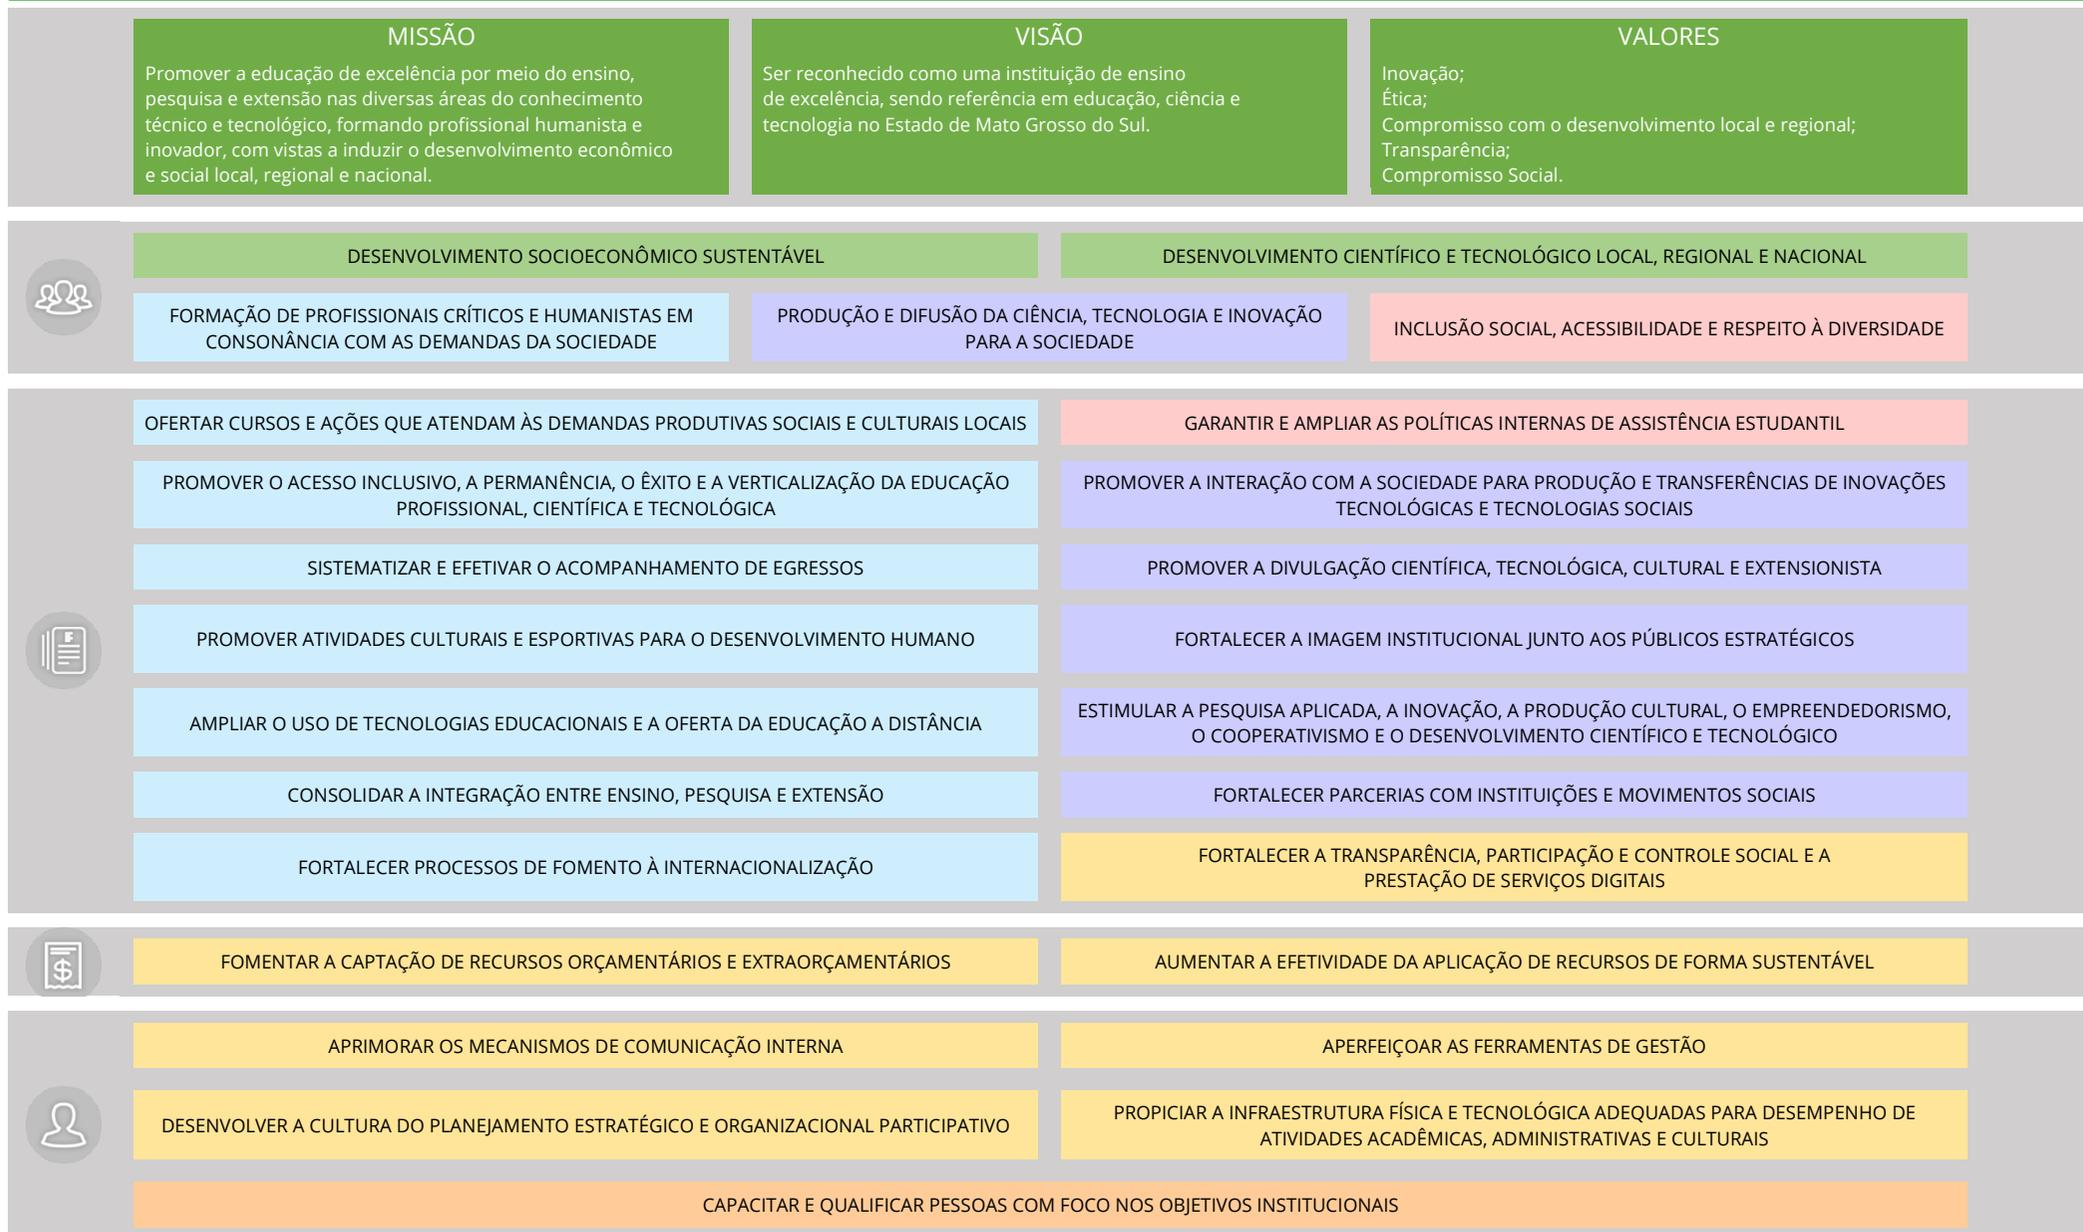 MISSÃO
Promover a educação de excelência por meio do ensino,
pesquisa e extensão nas diversas áreas do conhecimento
técnico e tecnológico, formando profissional humanista e
inovador, com vistas a induzir o desenvolvimento econômico
e social local, regional e nacional.
VISÃO
Ser reconhecido como uma instituição de ensino
de excelência, sendo referência em educação, ciência e
tecnologia no Estado de Mato Grosso do Sul.
VALORES
Inovação;
Ética;
Compromisso com o desenvolvimento local e regional;
Transparência;
Compromisso Social.
DESENVOLVIMENTO SOCIOECONÔMICO SUSTENTÁVEL
DESENVOLVIMENTO CIENTÍFICO E TECNOLÓGICO LOCAL, REGIONAL E NACIONAL
FORMAÇÃO DE PROFISSIONAIS CRÍTICOS E HUMANISTAS EM
CONSONÂNCIA COM AS DEMANDAS DA SOCIEDADE
PRODUÇÃO E DIFUSÃO DA CIÊNCIA, TECNOLOGIA E INOVAÇÃO
PARA A SOCIEDADE
INCLUSÃO SOCIAL, ACESSIBILIDADE E RESPEITO À DIVERSIDADE
OFERTAR CURSOS E AÇÕES QUE ATENDAM ÀS DEMANDAS PRODUTIVAS SOCIAIS E CULTURAIS LOCAIS
GARANTIR E AMPLIAR AS POLÍTICAS INTERNAS DE ASSISTÊNCIA ESTUDANTIL
PROMOVER O ACESSO INCLUSIVO, A PERMANÊNCIA, O ÊXITO E A VERTICALIZAÇÃO DA EDUCAÇÃO
PROFISSIONAL, CIENTÍFICA E TECNOLÓGICA
PROMOVER A INTERAÇÃO COM A SOCIEDADE PARA PRODUÇÃO E TRANSFERÊNCIAS DE INOVAÇÕES
TECNOLÓGICAS E TECNOLOGIAS SOCIAIS
SISTEMATIZAR E EFETIVAR O ACOMPANHAMENTO DE EGRESSOS
PROMOVER A DIVULGAÇÃO CIENTÍFICA, TECNOLÓGICA, CULTURAL E EXTENSIONISTA
F
PROMOVER ATIVIDADES CULTURAIS E ESPORTIVAS PARA O DESENVOLVIMENTO HUMANO
FORTALECER A IMAGEM INSTITUCIONAL JUNTO AOS PÚBLICOS ESTRATÉGICOS
AMPLIAR O USO DE TECNOLOGIAS EDUCACIONAIS E A OFERTA DA EDUCAÇÃO A DISTÂNCIA
ESTIMULAR A PESQUISA APLICADA, A INOVAÇÃO, A PRODUÇÃO CULTURAL, O EMPREENDEDORISMO,
O COOPERATIVISMO E O DESENVOLVIMENTO CIENTÍFICO E TECNOLÓGICO
CONSOLIDAR A INTEGRAÇÃO ENTRE ENSINO, PESQUISA E EXTENSÃO
FORTALECER PARCERIAS COM INSTITUIÇÕES E MOVIMENTOS SOCIAIS
FORTALECER PROCESSOS DE FOMENTO À INTERNACIONALIZAÇÃO
FORTALECER A TRANSPARÊNCIA, PARTICIPAÇÃO E CONTROLE SOCIAL E A
PRESTAÇÃO DE SERVIÇOS DIGITAIS
$
FOMENTAR A CAPTAÇÃO DE RECURSOS ORÇAMENTÁRIOS E EXTRAORÇAMENTÁRIOS
AUMENTAR A EFETIVIDADE DA APLICAÇÃO DE RECURSOS DE FORMA SUSTENTÁVEL
APRIMORAR OS MECANISMOS DE COMUNICAÇÃO INTERNA
APERFEIÇOAR AS FERRAMENTAS DE GESTÃO
DESENVOLVER A CULTURA DO PLANEJAMENTO ESTRATÉGICO E ORGANIZACIONAL PARTICIPATIVO
PROPICIAR A INFRAESTRUTURA FÍSICA E TECNOLÓGICA ADEQUADAS PARA DESEMPENHO DE
ATIVIDADES ACADÊMICAS, ADMINISTRATIVAS E CULTURAIS
CAPACITAR E QUALIFICAR PESSOAS COM FOCO NOS OBJETIVOS INSTITUCIONAIS